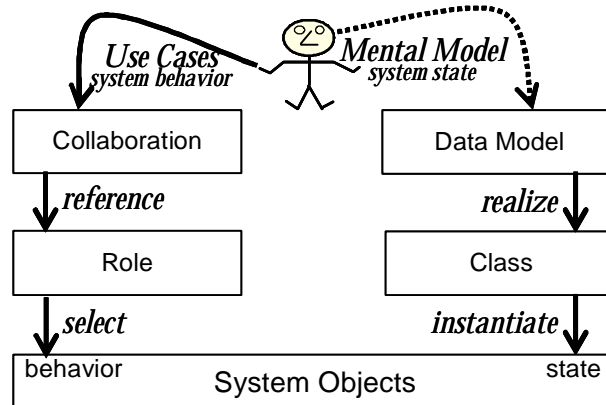 Use Cases
system behavior
Mental Model
system state
Collaboration
Data Model
reference
realize
Role
Class
select
instantiate
behavior
state
System Objects